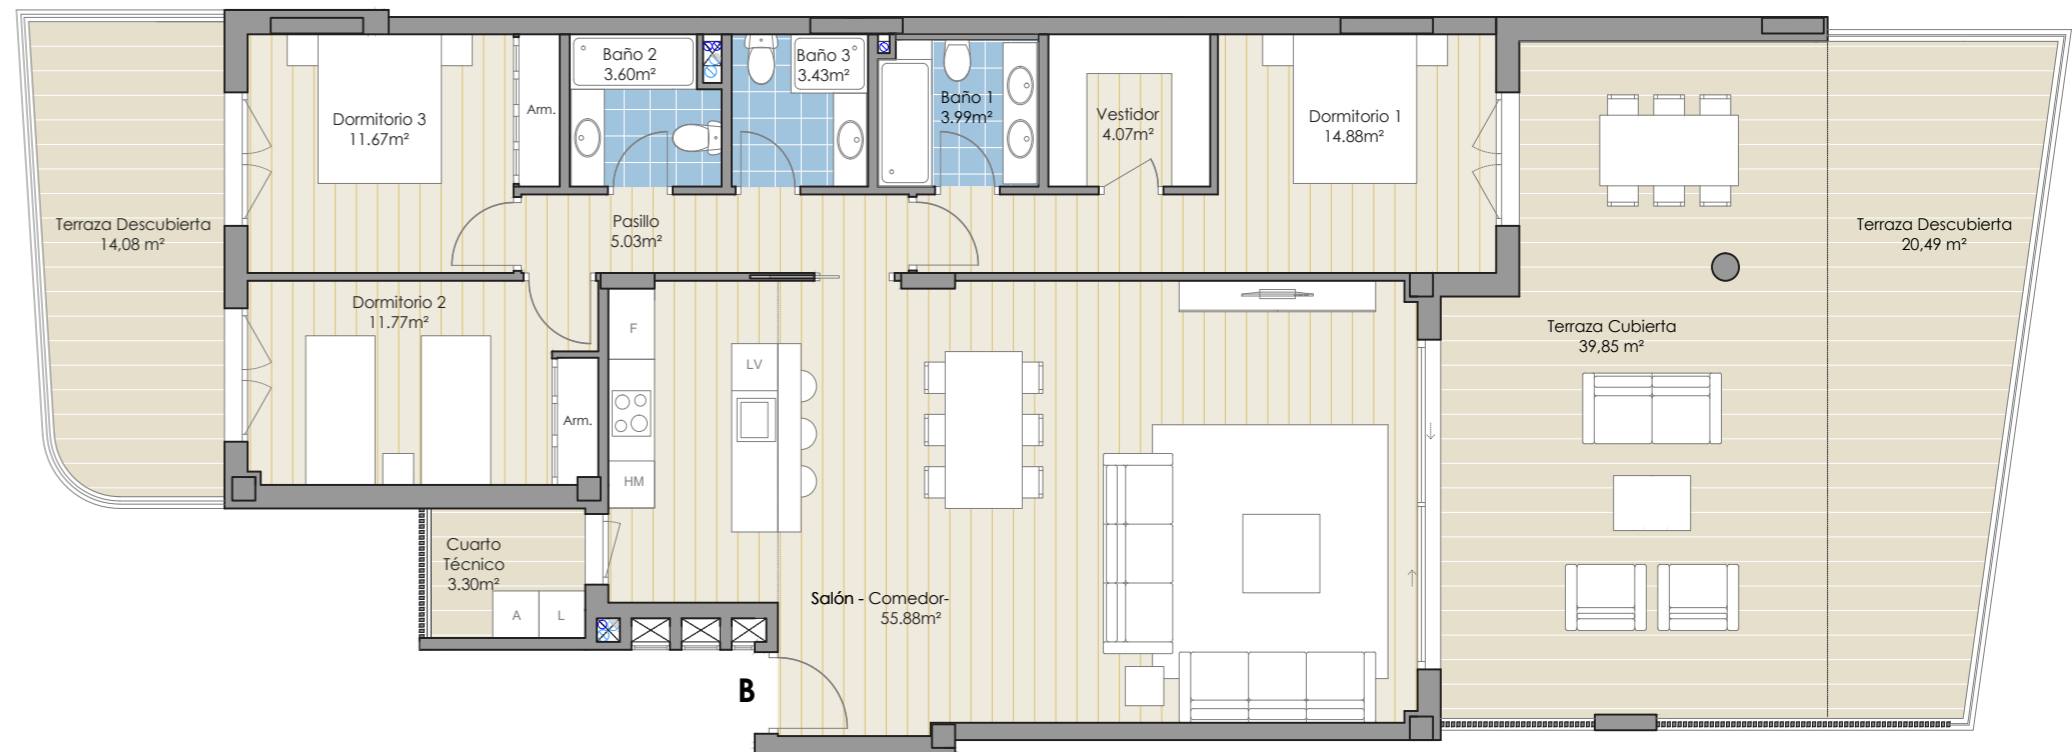 Baño 2
3.60m²
Baño 3
3.43m²
Baño 1
3.99m²
Dormitorio 3
11.67m²
Arm.
Vestidor
4.07m²
Dormitorio 1
14.88m²
Terraza Descubierta
14,08 m²
Pasillo
5.03m²
Terraza Descubierta
20,49 m²
Dormitorio 2
11.77m²
F
LV
Terraza Cubierta
39,85 m²
Arm.
HM
Cuarto
Técnico
3.30m²
A
L
Salón - Comedor-
55.88m²
B